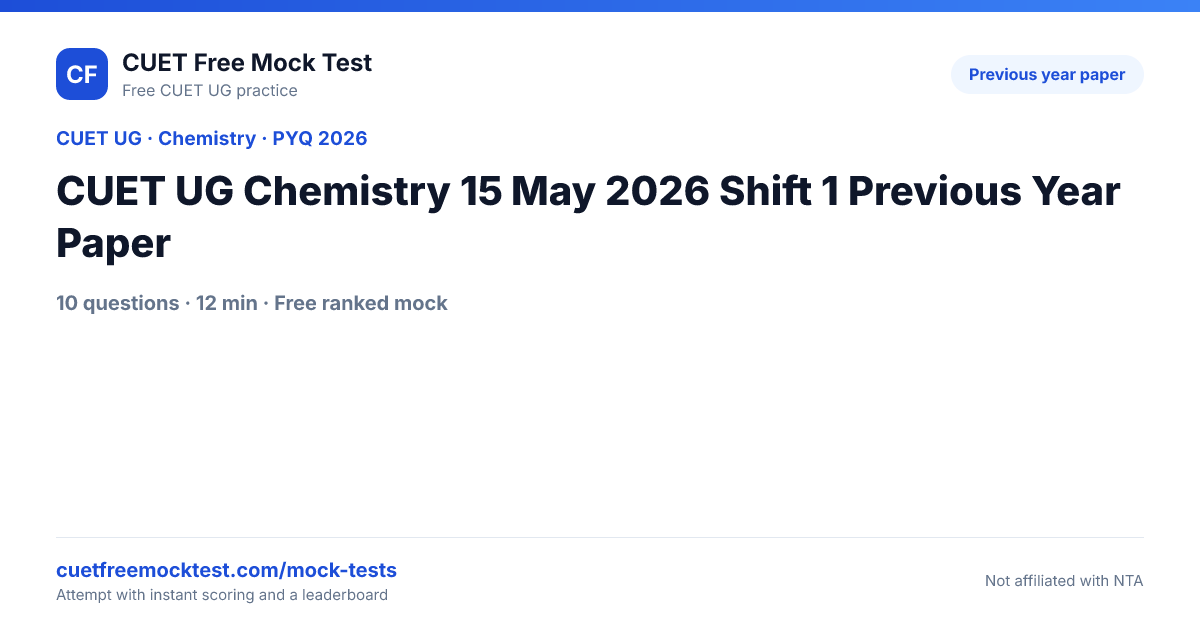 CF
CUET Free Mock Test
Free CUET UG practice
Previous year paper
CUET UG · Chemistry · PYQ 2026
CUET UG Chemistry 15 May 2026 Shift 1 Previous Year
Paper
10 questions · 12 min · Free ranked mock
cuetfreemocktest.com/mock-tests
Attempt with instant scoring and a leaderboard
Not affiliated with NTA